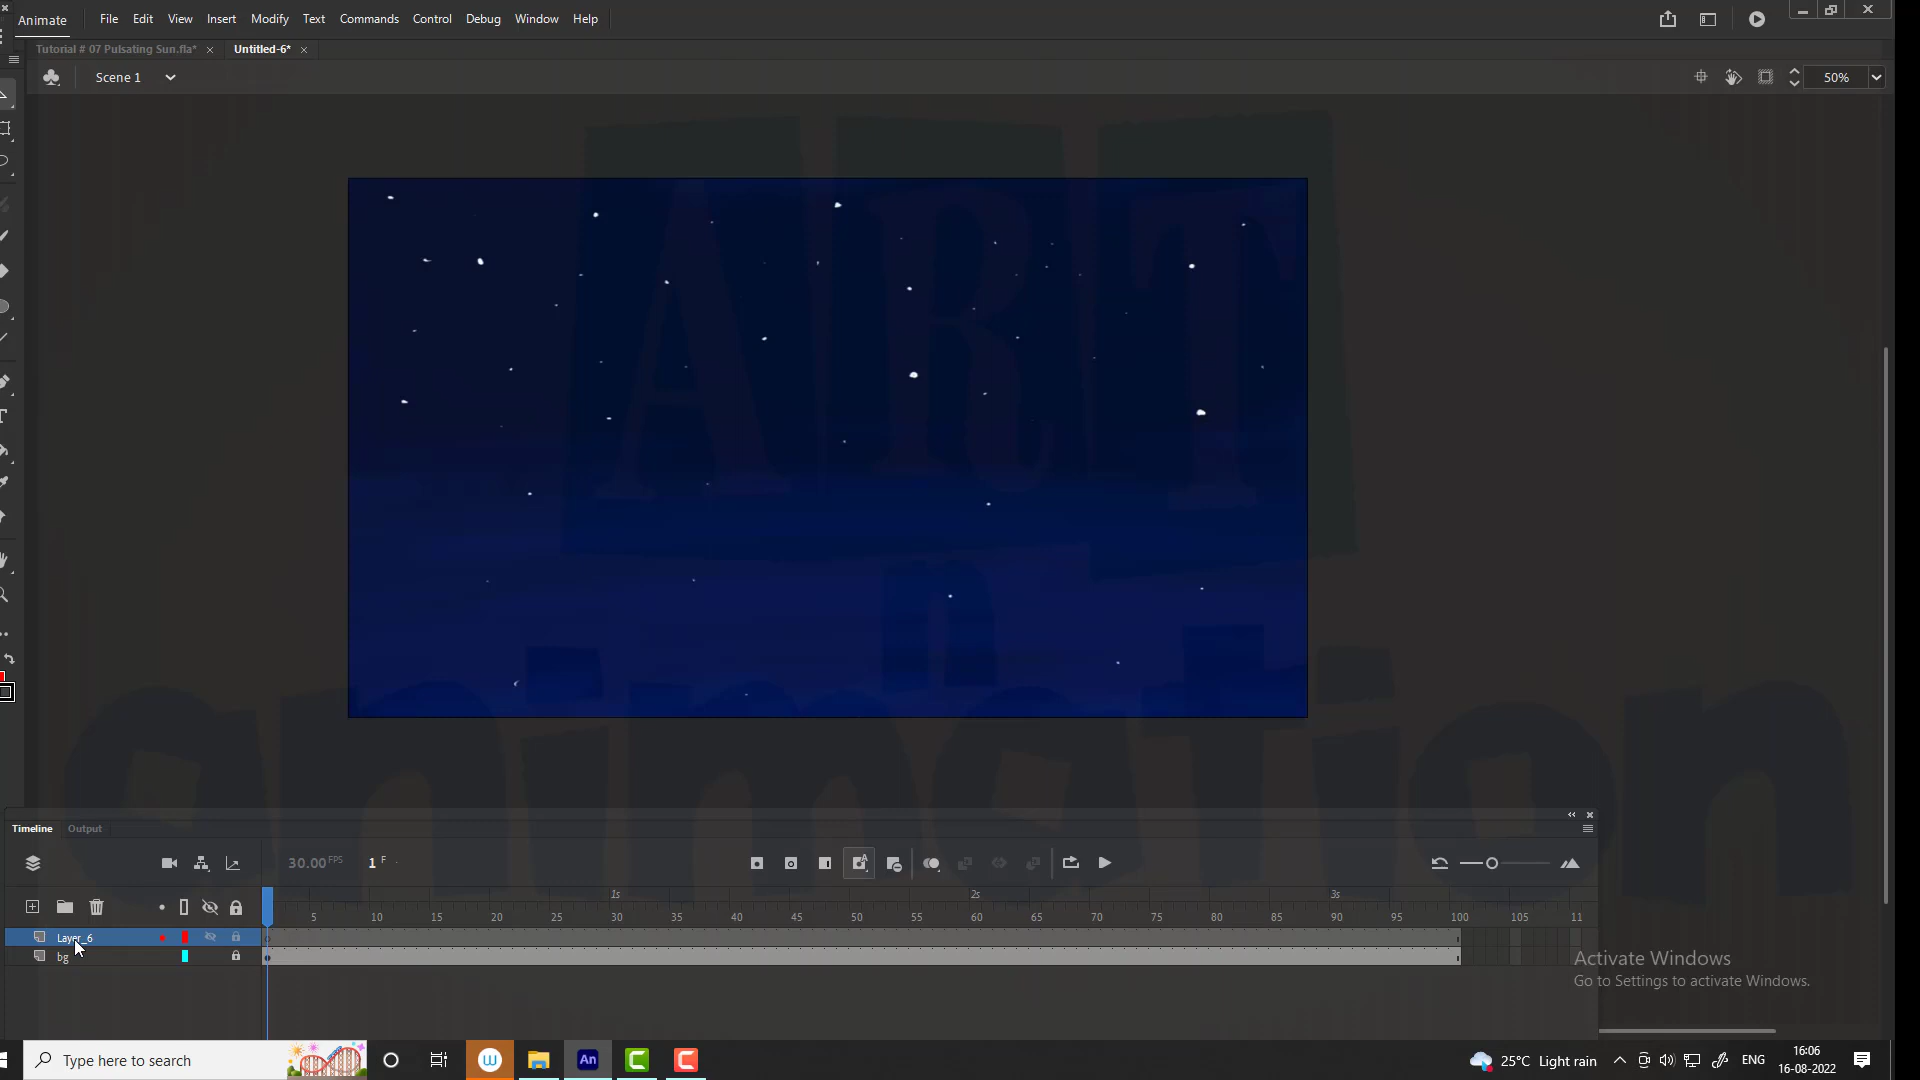 Animate File Edit View Insert Modify Text Commands Control Debug Window Help
Tutorial # 07 Pulsating Sun.fla* × Untitled-6* ×
Scene 1 50%
ART
n
animation
Timeline Output
30.00 FPS 1 F
1s 2s 3s
5 10 15 20 25 30 35 40 45 50 55 60 65 70 75 80 85 90 95 100 105 11
Layer_6
bg
Activate Windows
Go to Settings to activate Windows.
Type here to search W An C C 25°C Light rain ENG 16:06
16-08-2022